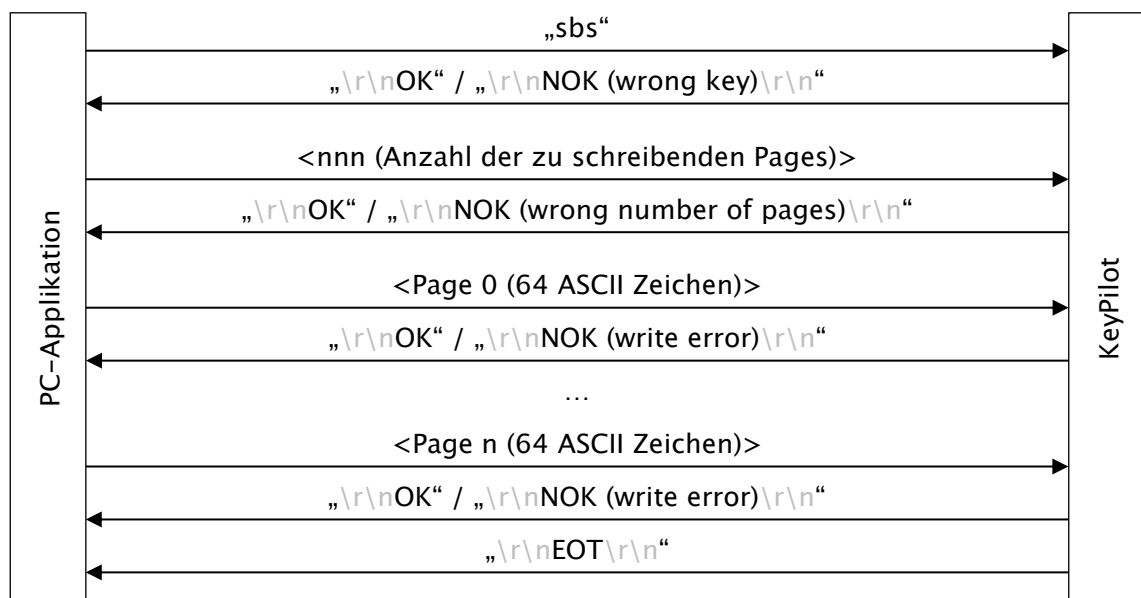 „sbs“
„\r\nOK“ / „\r\nNOK (wrong key)\r\n“
<nnn (Anzahl der zu schreibenden Pages)>
„\r\nOK“ / „\r\nNOK (wrong number of pages)\r\n“
<Page 0 (64 ASCII Zeichen)>
„\r\nOK“ / „\r\nNOK (write error)\r\n“
...
<Page n (64 ASCII Zeichen)>
„\r\nOK“ / „\r\nNOK (write error)\r\n“
„\r\nEOT\r\n“
PC-Applikation
KeyPilot